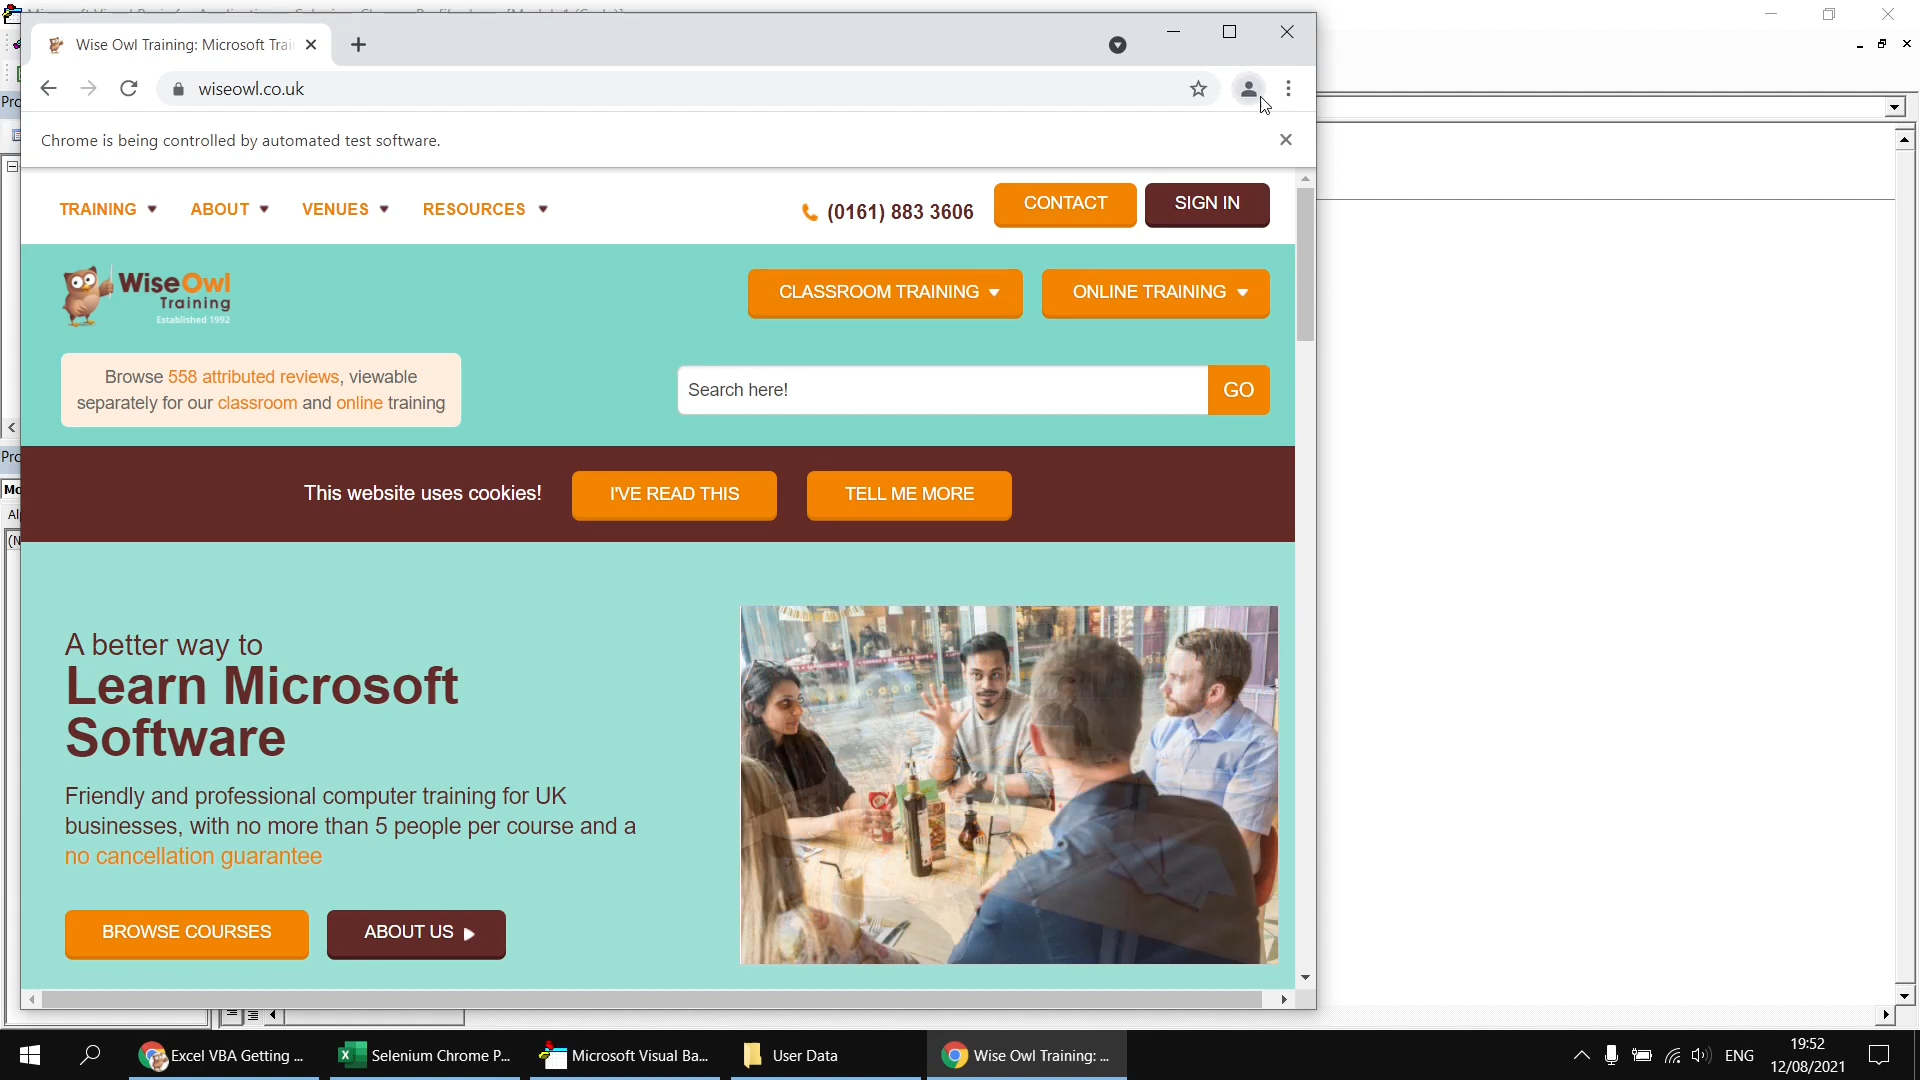 Wise Owl Training: Microsoft Trai
wiseowl.co.uk
Chrome is being controlled by automated test software.
TRAINING ABOUT VENUES RESOURCES (0161) 883 3606 CONTACT SIGN IN
WiseOwl
Training
Established 1992
CLASSROOM TRAINING ONLINE TRAINING
Browse 558 attributed reviews, viewable
separately for our classroom and online training
Search here! GO
This website uses cookies! I'VE READ THIS TELL ME MORE
A better way to
Learn Microsoft
Software
Friendly and professional computer training for UK
businesses, with no more than 5 people per course and a
no cancellation guarantee
BROWSE COURSES ABOUT US
Excel VBA Getting ... Selenium Chrome P... Microsoft Visual Ba... User Data Wise Owl Training: ... ENG
19:52
12/08/2021